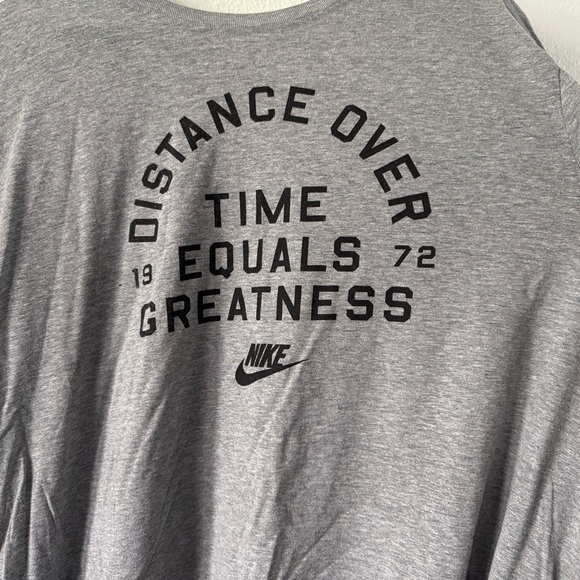 DISTANCE OVER
TIME
19 EQUALS 72
GREATNESS
NIKE